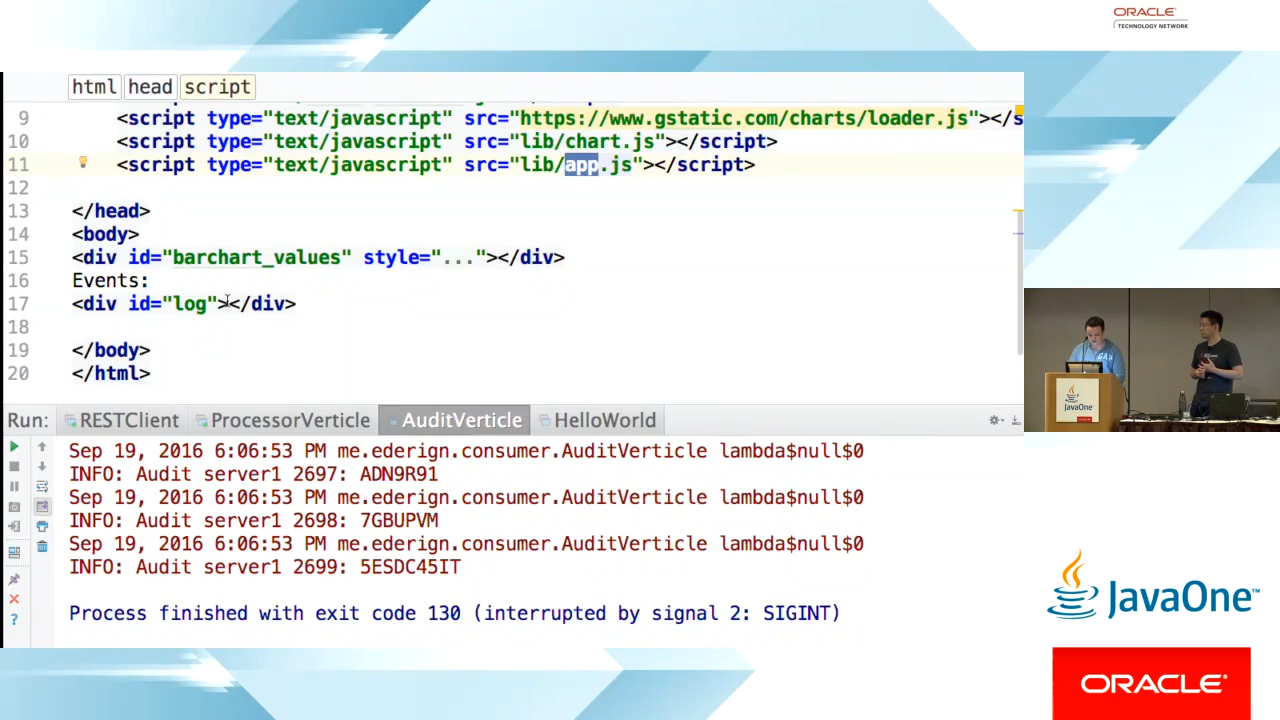 ORACLE
TECHNOLOGY NETWORK
html head script
9 <script type="text/javascript" src="https://www.gstatic.com/charts/loader.js"></s
10 <script type="text/javascript" src="lib/chart.js"></script>
11 <script type="text/javascript" src="lib/app.js"></script>
12
13 </head>
14 <body>
15 <div id="barchart_values" style="..."></div>
16 Events:
17 <div id="log"></div>
18
19 </body>
20 </html>
Run: RESTClient ProcessorVerticle AuditVerticle HelloWorld
Sep 19, 2016 6:06:53 PM me.ederign.consumer.AuditVerticle lambda$null$0
INFO: Audit server1 2697: ADN9R91
Sep 19, 2016 6:06:53 PM me.ederign.consumer.AuditVerticle lambda$null$0
INFO: Audit server1 2698: 7GBUPVM
Sep 19, 2016 6:06:53 PM me.ederign.consumer.AuditVerticle lambda$null$0
INFO: Audit server1 2699: 5ESDC45IT
Process finished with exit code 130 (interrupted by signal 2: SIGINT)
JavaOne
JavaOne™
ORACLE